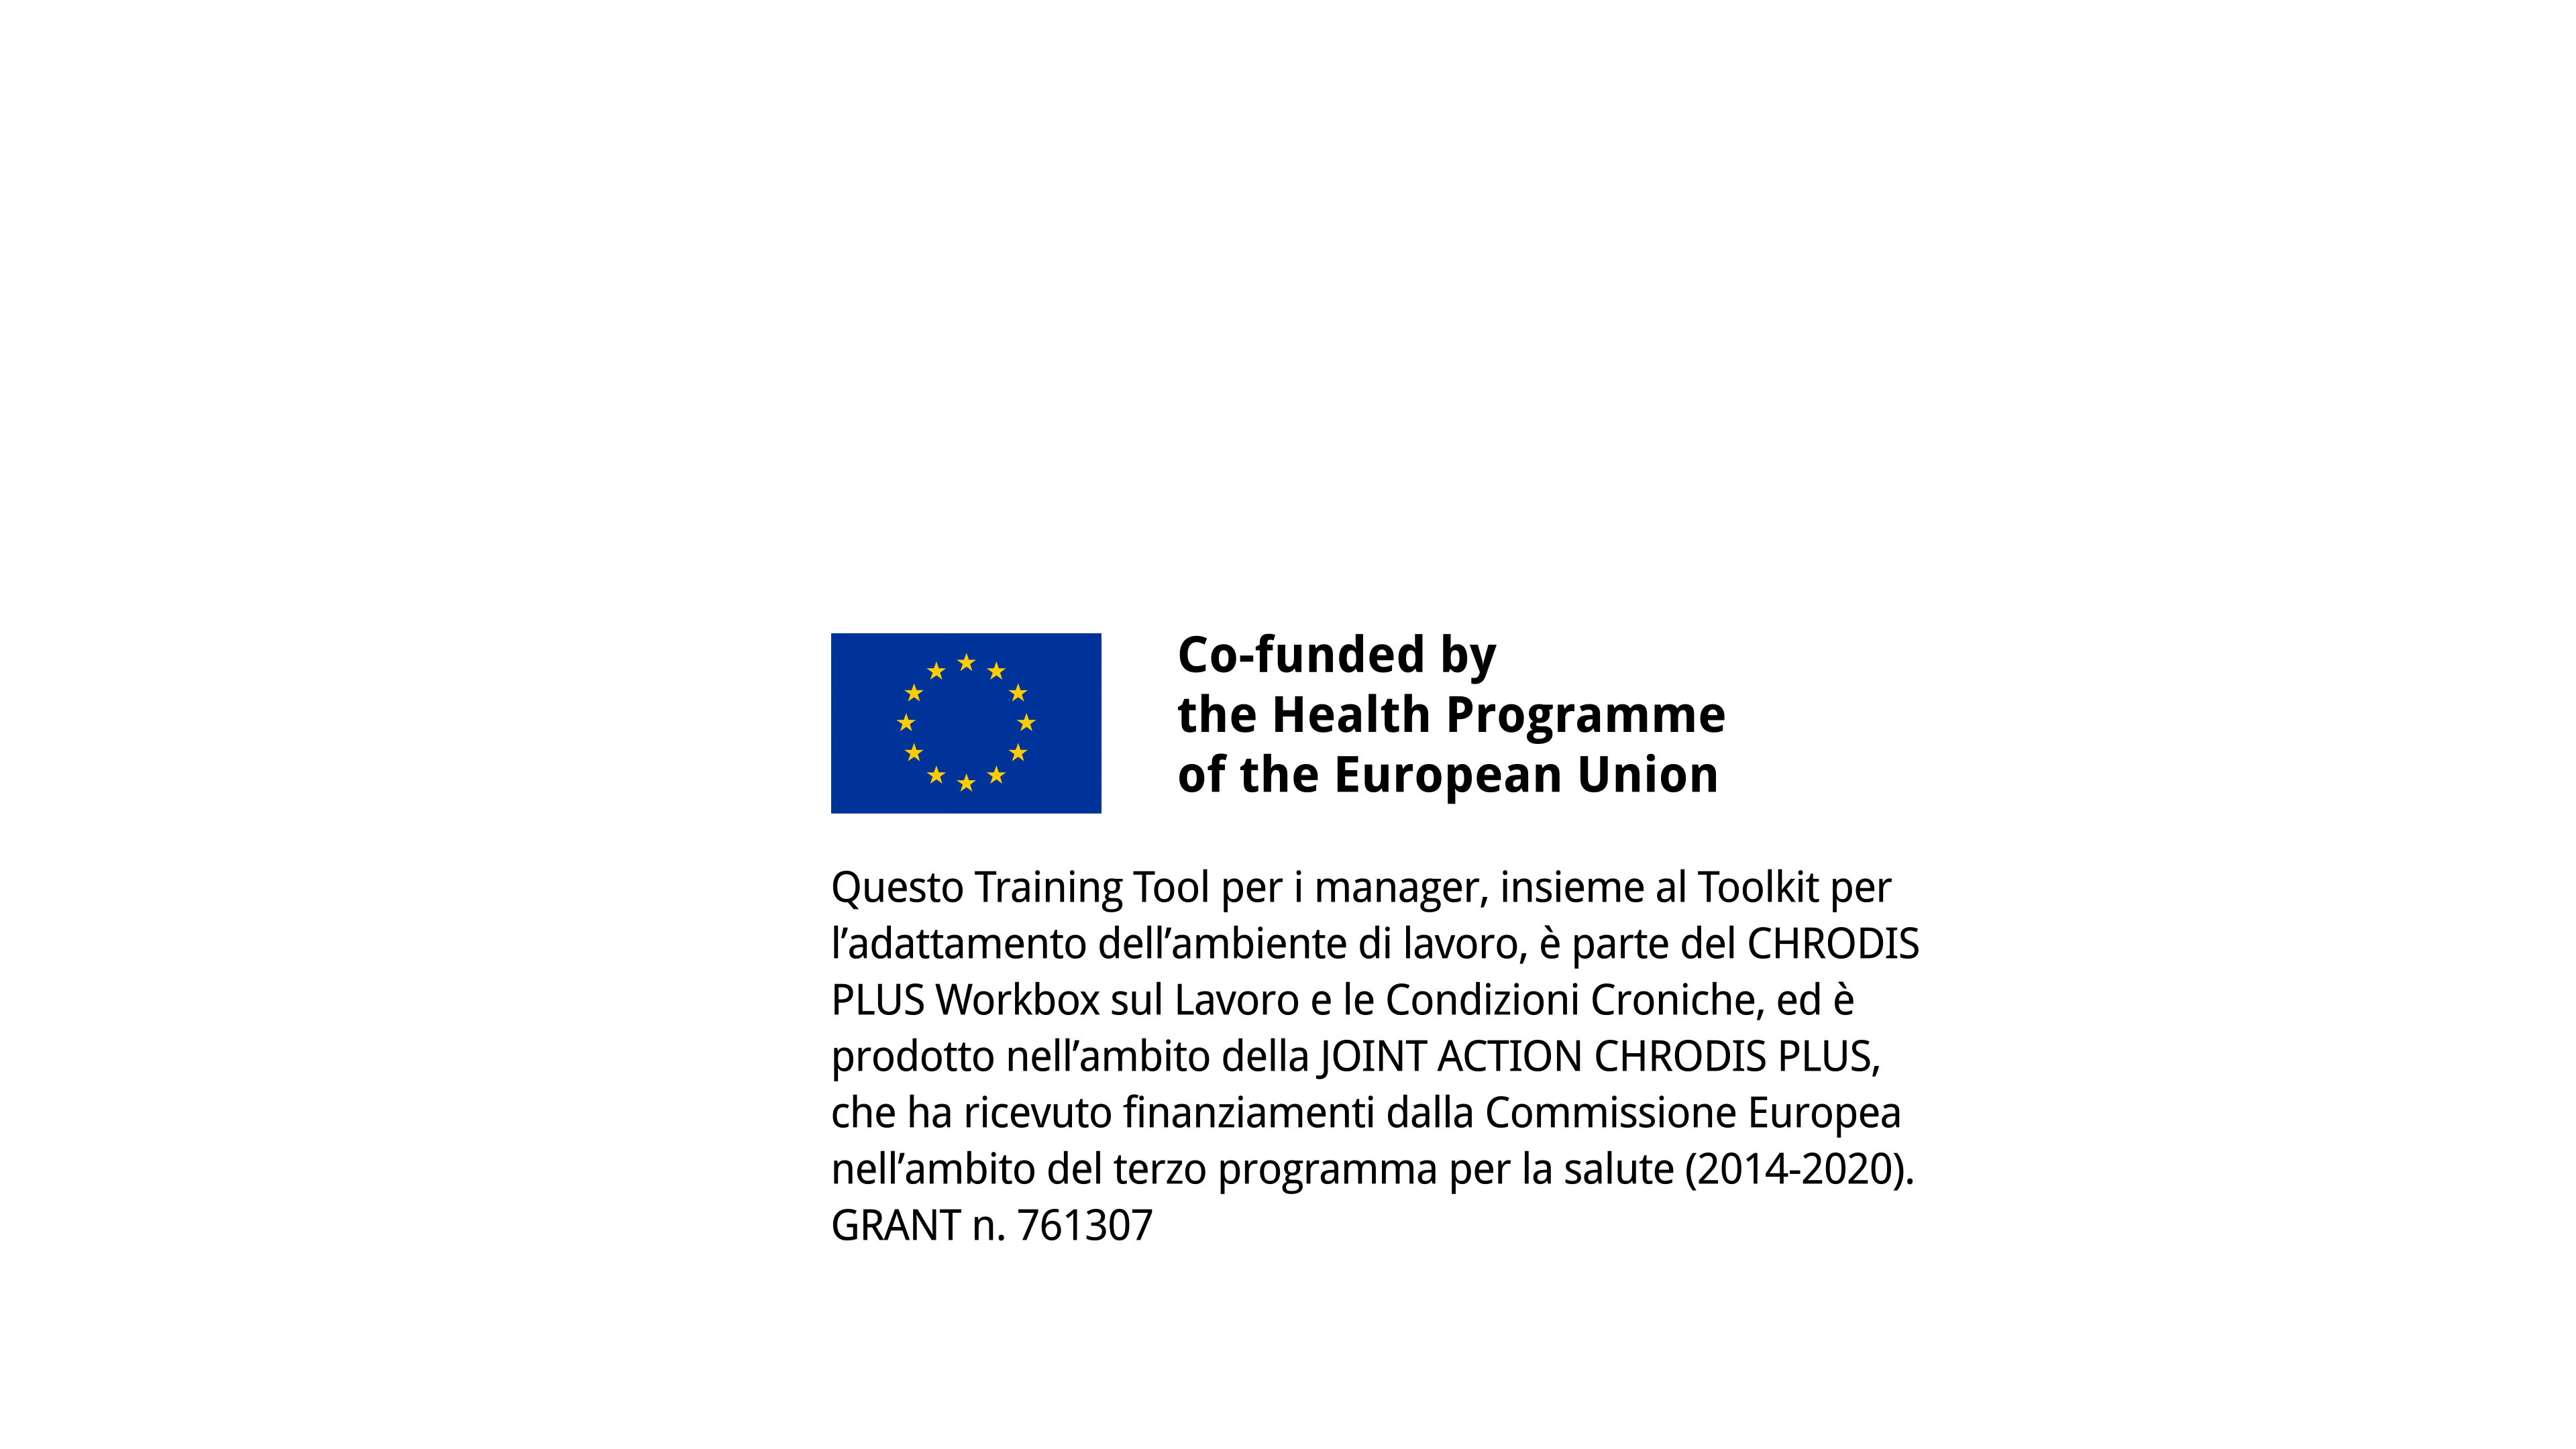 Co-funded by
the Health Programme
of the European Union
Questo Training Tool per i manager, insieme al Toolkit per
l’adattamento dell’ambiente di lavoro, è parte del CHRODIS
PLUS Workbox sul Lavoro e le Condizioni Croniche, ed è
prodotto nell’ambito della JOINT ACTION CHRODIS PLUS,
che ha ricevuto finanziamenti dalla Commissione Europea
nell’ambito del terzo programma per la salute (2014-2020).
GRANT n. 761307